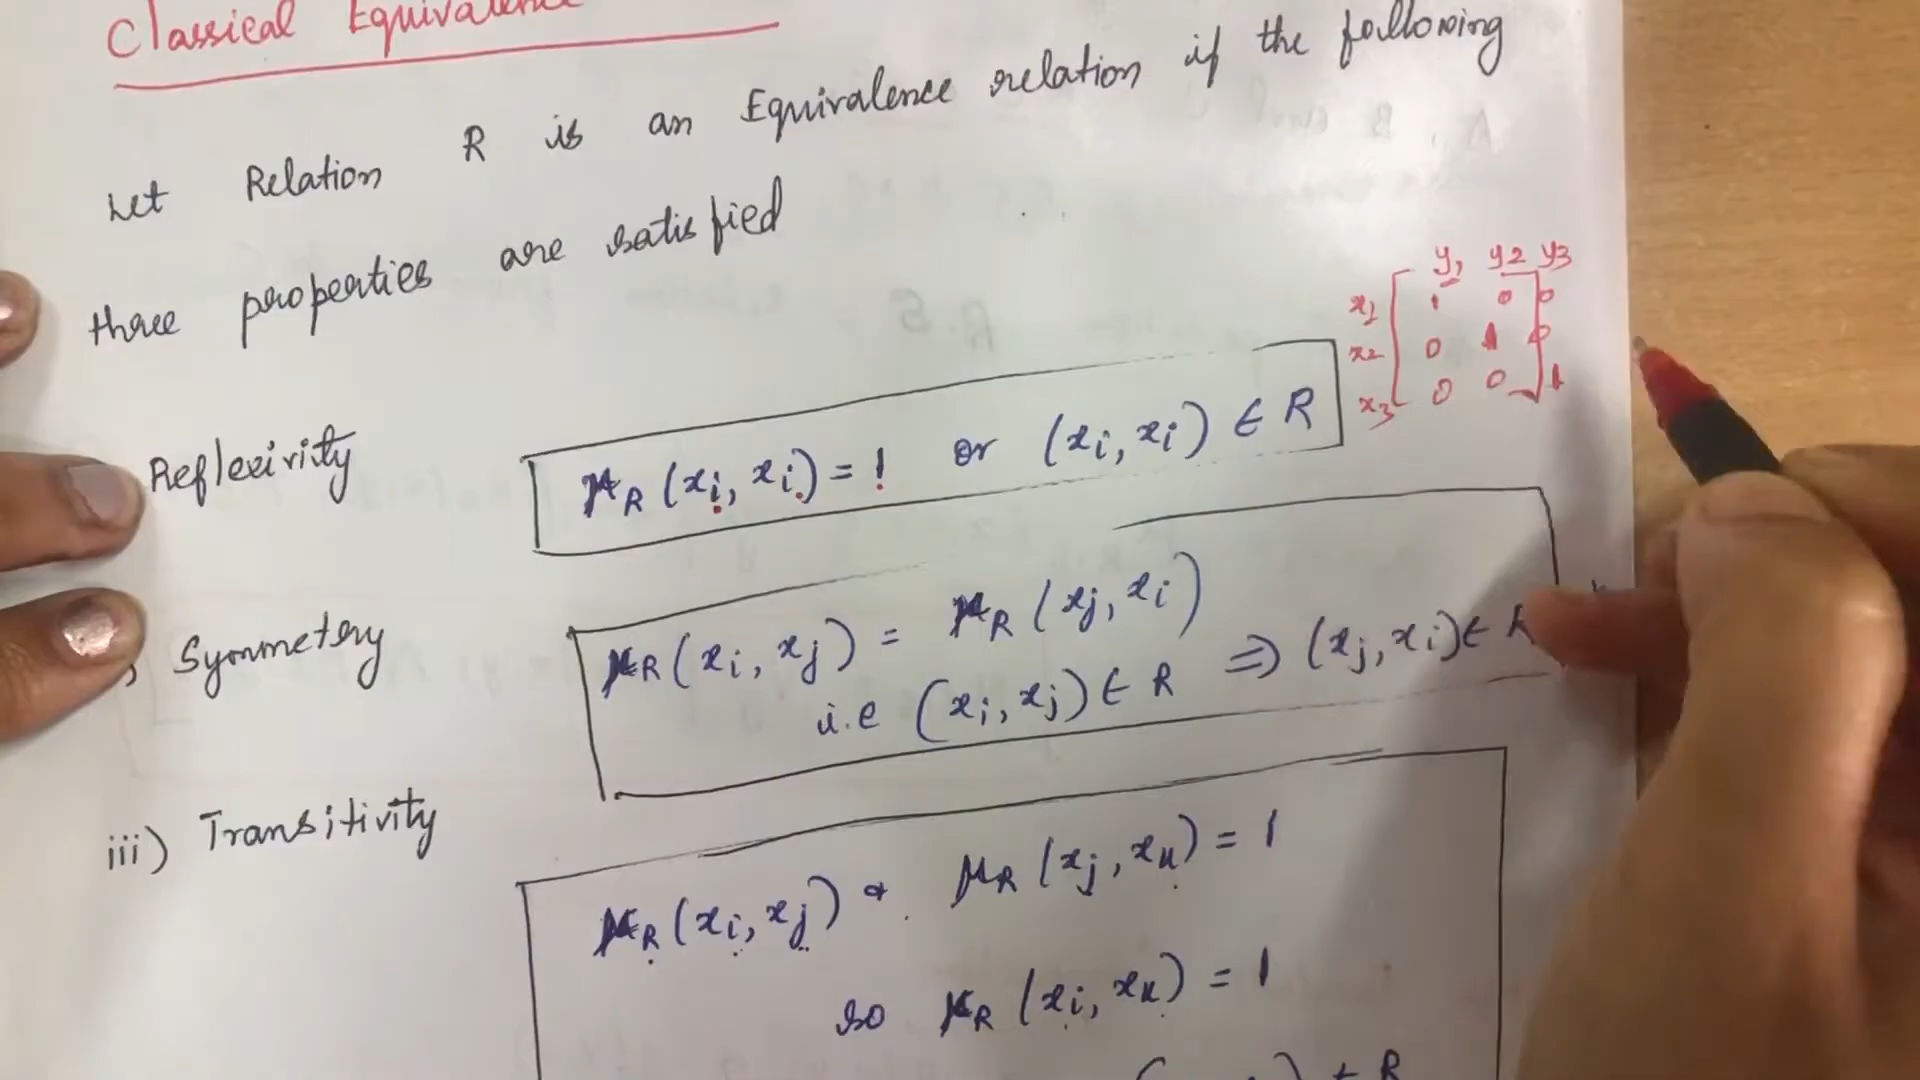 Classical Equivalence
Let Relation R is an Equivalence relation if the following
three properties are satisfied
y1 y2 y3
x1 1 0 0
x2 0 1 0
x3 0 0 1
Reflexivity μR (xi, xi) = 1 or (xi, xi) ∈ R
Symmetery μR (xi, xj) = μR (xj, xi)
i.e (xi, xj) ∈ R ⇒ (xj, xi) ∈ R
iii) Transitivity
μR (xi, xj) & μR (xj, xk) = 1
so μR (xi, xk) = 1
R